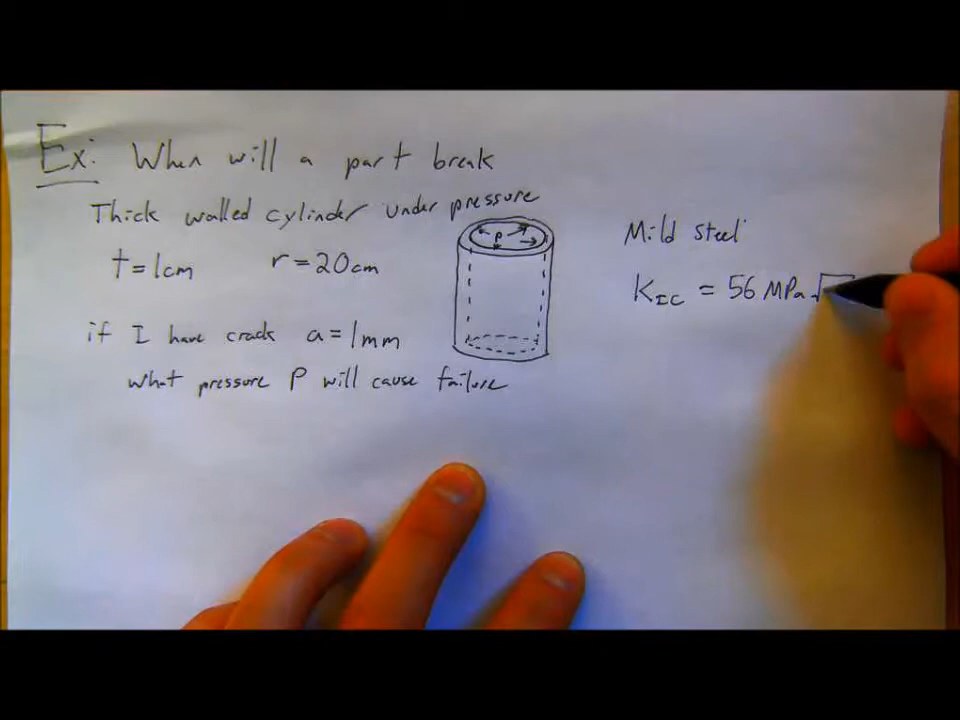 Ex: When will a part break
Thick walled cylinder under pressure
t = 1cm r = 20cm
P
if I have crack a = 1mm
what pressure P will cause failure
Mild steel
K_IC = 56 MPa√